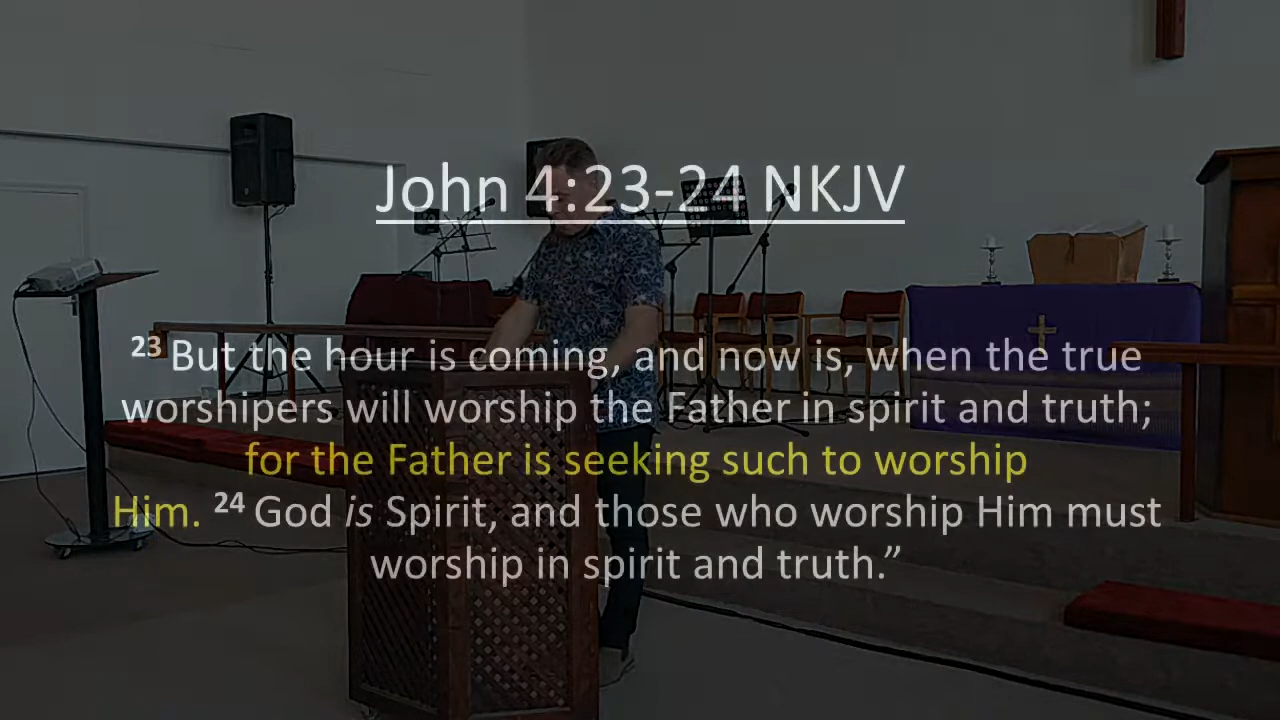 John 4:23-24 NKJV
23 But the hour is coming, and now is, when the true
worshipers will worship the Father in spirit and truth;
for the Father is seeking such to worship
Him. 24 God is Spirit, and those who worship Him must
worship in spirit and truth.”